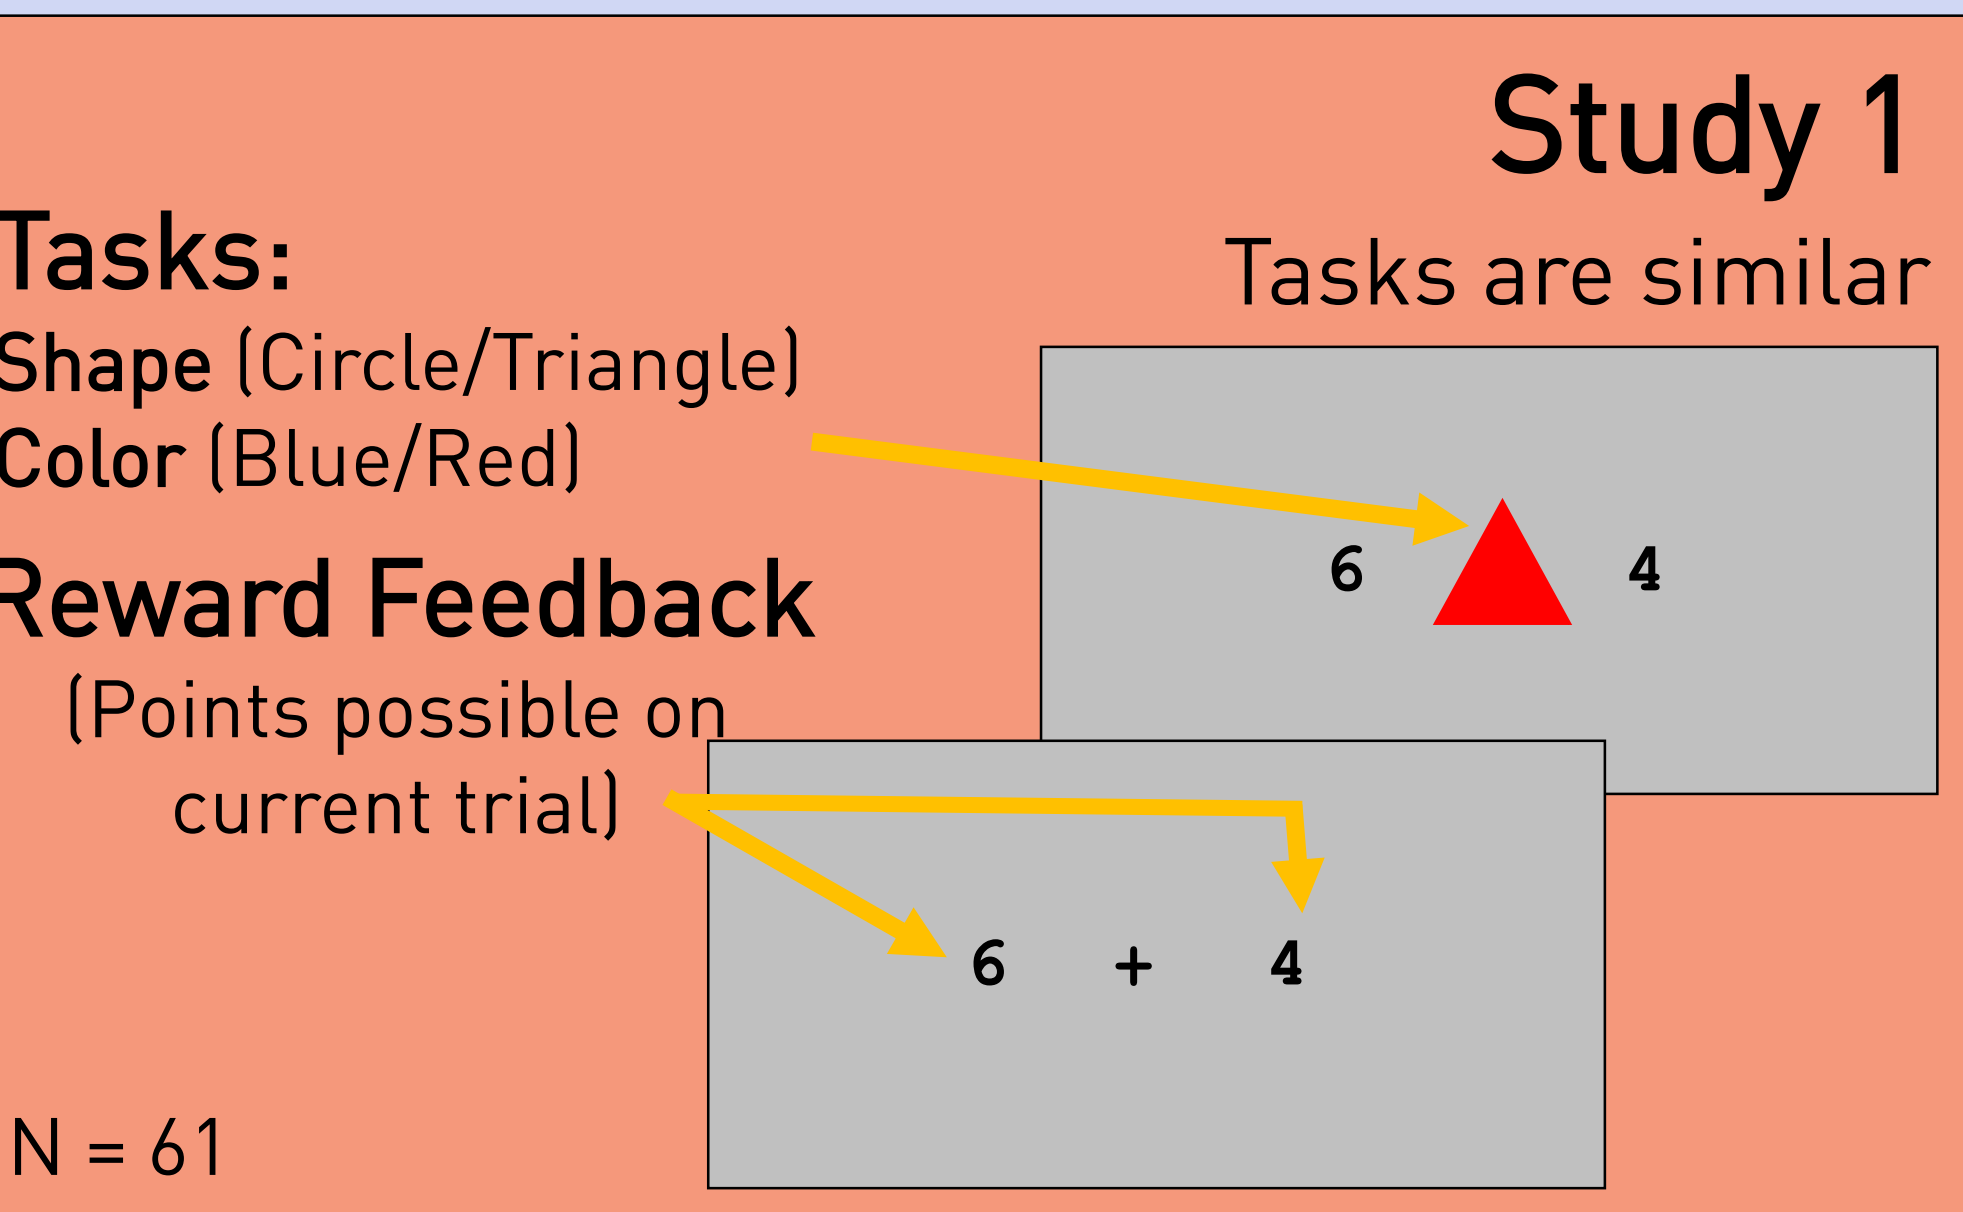 Study 1
Tasks are similar
Tasks:
Shape (Circle/Triangle)
Color (Blue/Red)
Reward Feedback
(Points possible on
current trial)
6 4
6 + 4
N = 61